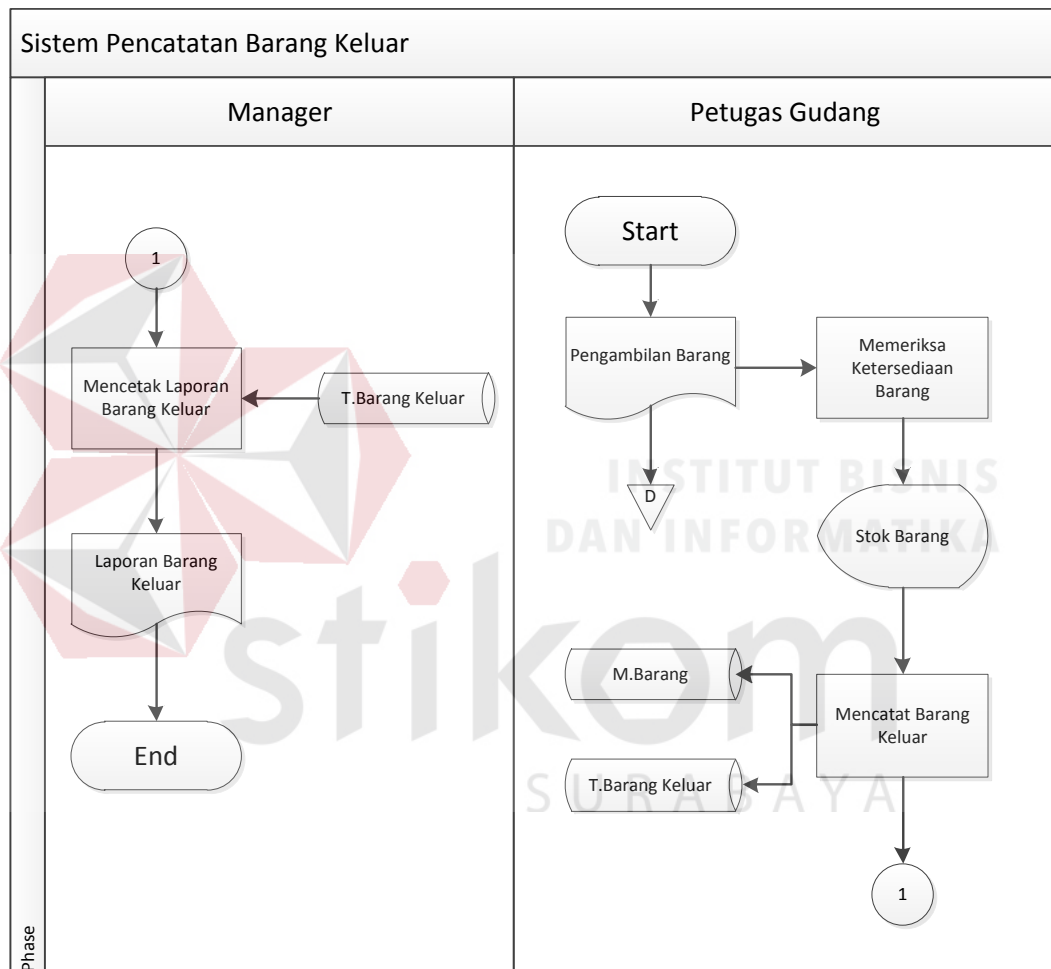 Sistem Pencatatan Barang Keluar
Manager
Petugas Gudang
Phase
1
Mencetak Laporan
Barang Keluar
T.Barang Keluar
Laporan Barang
Keluar
End
Start
Pengambilan Barang
Memeriksa
Ketersediaan
Barang
D
Stok Barang
M.Barang
Mencatat Barang
Keluar
T.Barang Keluar
1
INSTITUT BISNIS
DAN INFORMATIKA
stikom
SURABAYA